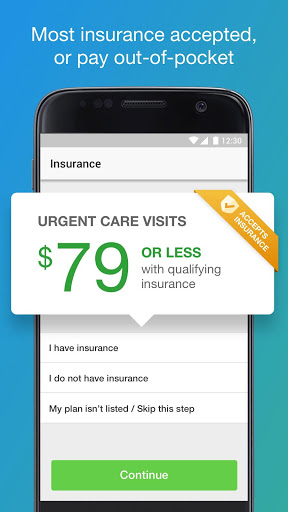 Most insurance accepted,
or pay out-of-pocket
12:30
Insurance
ACCEPTS
INSURANCE
URGENT CARE VISITS
$79 OR LESS
with qualifying
insurance
I have insurance
I do not have insurance
My plan isn't listed / Skip this step
Continue